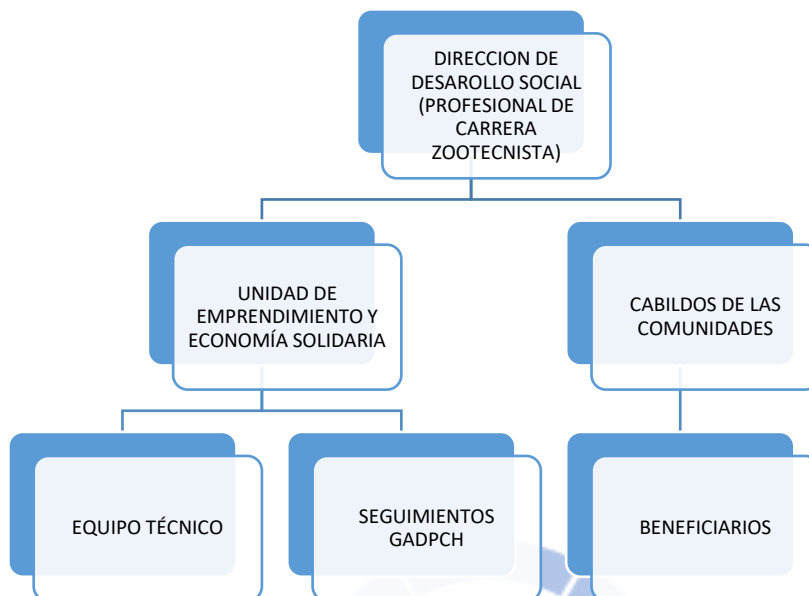 DIRECCION DE
DESAROLLO SOCIAL
(PROFESIONAL DE
CARRERA
ZOOTECNISTA)
UNIDAD DE
EMPRENDIMIENTO Y
ECONOMÍA SOLIDARIA
CABILDOS DE LAS
COMUNIDADES
EQUIPO TÉCNICO
SEGUIMIENTOS
GADPCH
BENEFICIARIOS